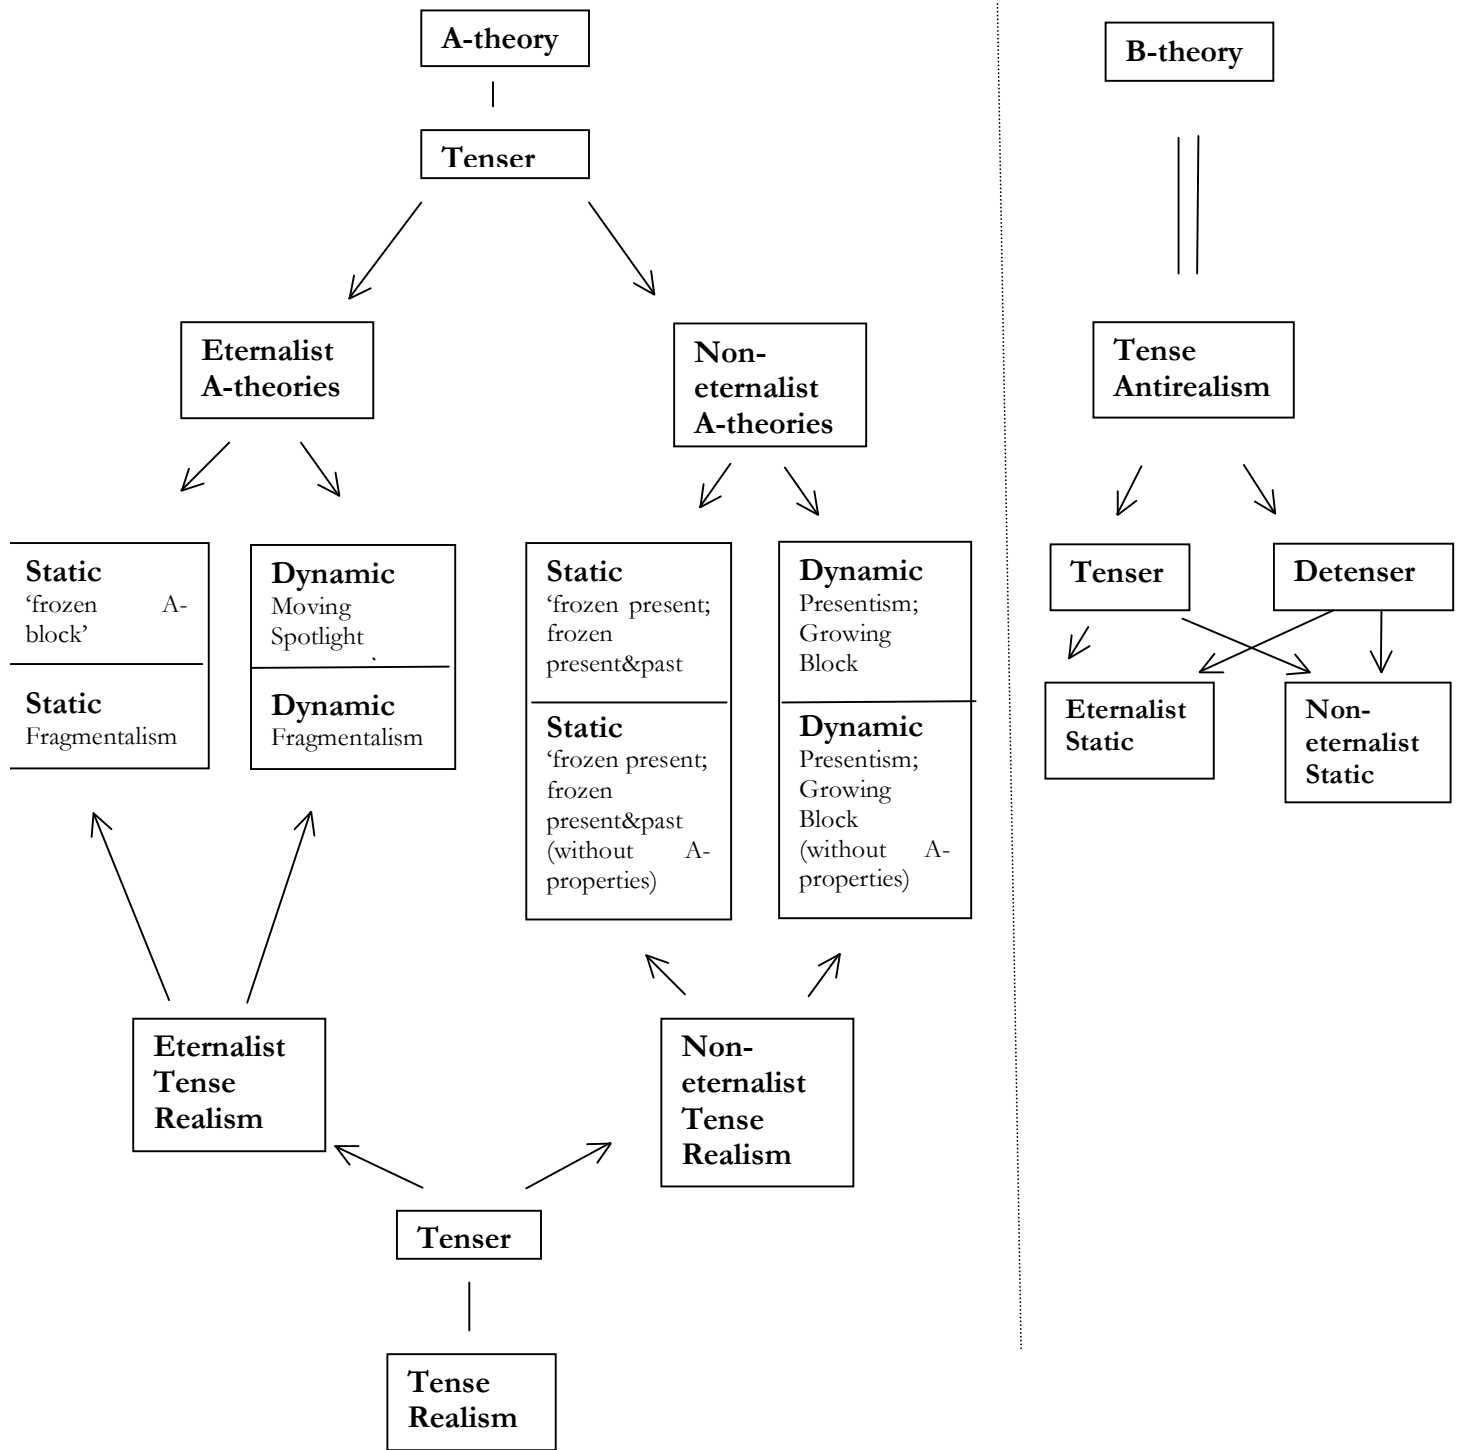 A-theory
B-theory
Tenser
Eternalist
A-theories
Non-
eternalist
A-theories
Tense
Antirealism
Static
‘frozen A-
block’
Static
Fragmentalism
Dynamic
Moving
Spotlight
Dynamic
Fragmentalism
Static
‘frozen present;
frozen
present&past
Static
‘frozen present;
frozen
present&past
(without A-
properties)
Dynamic
Presentism;
Growing
Block
Dynamic
Presentism;
Growing
Block
(without A-
properties)
Tenser
Detenser
Eternalist
Static
Non-
eternalist
Static
Eternalist
Tense
Realism
Non-
eternalist
Tense
Realism
Tenser
Tense
Realism